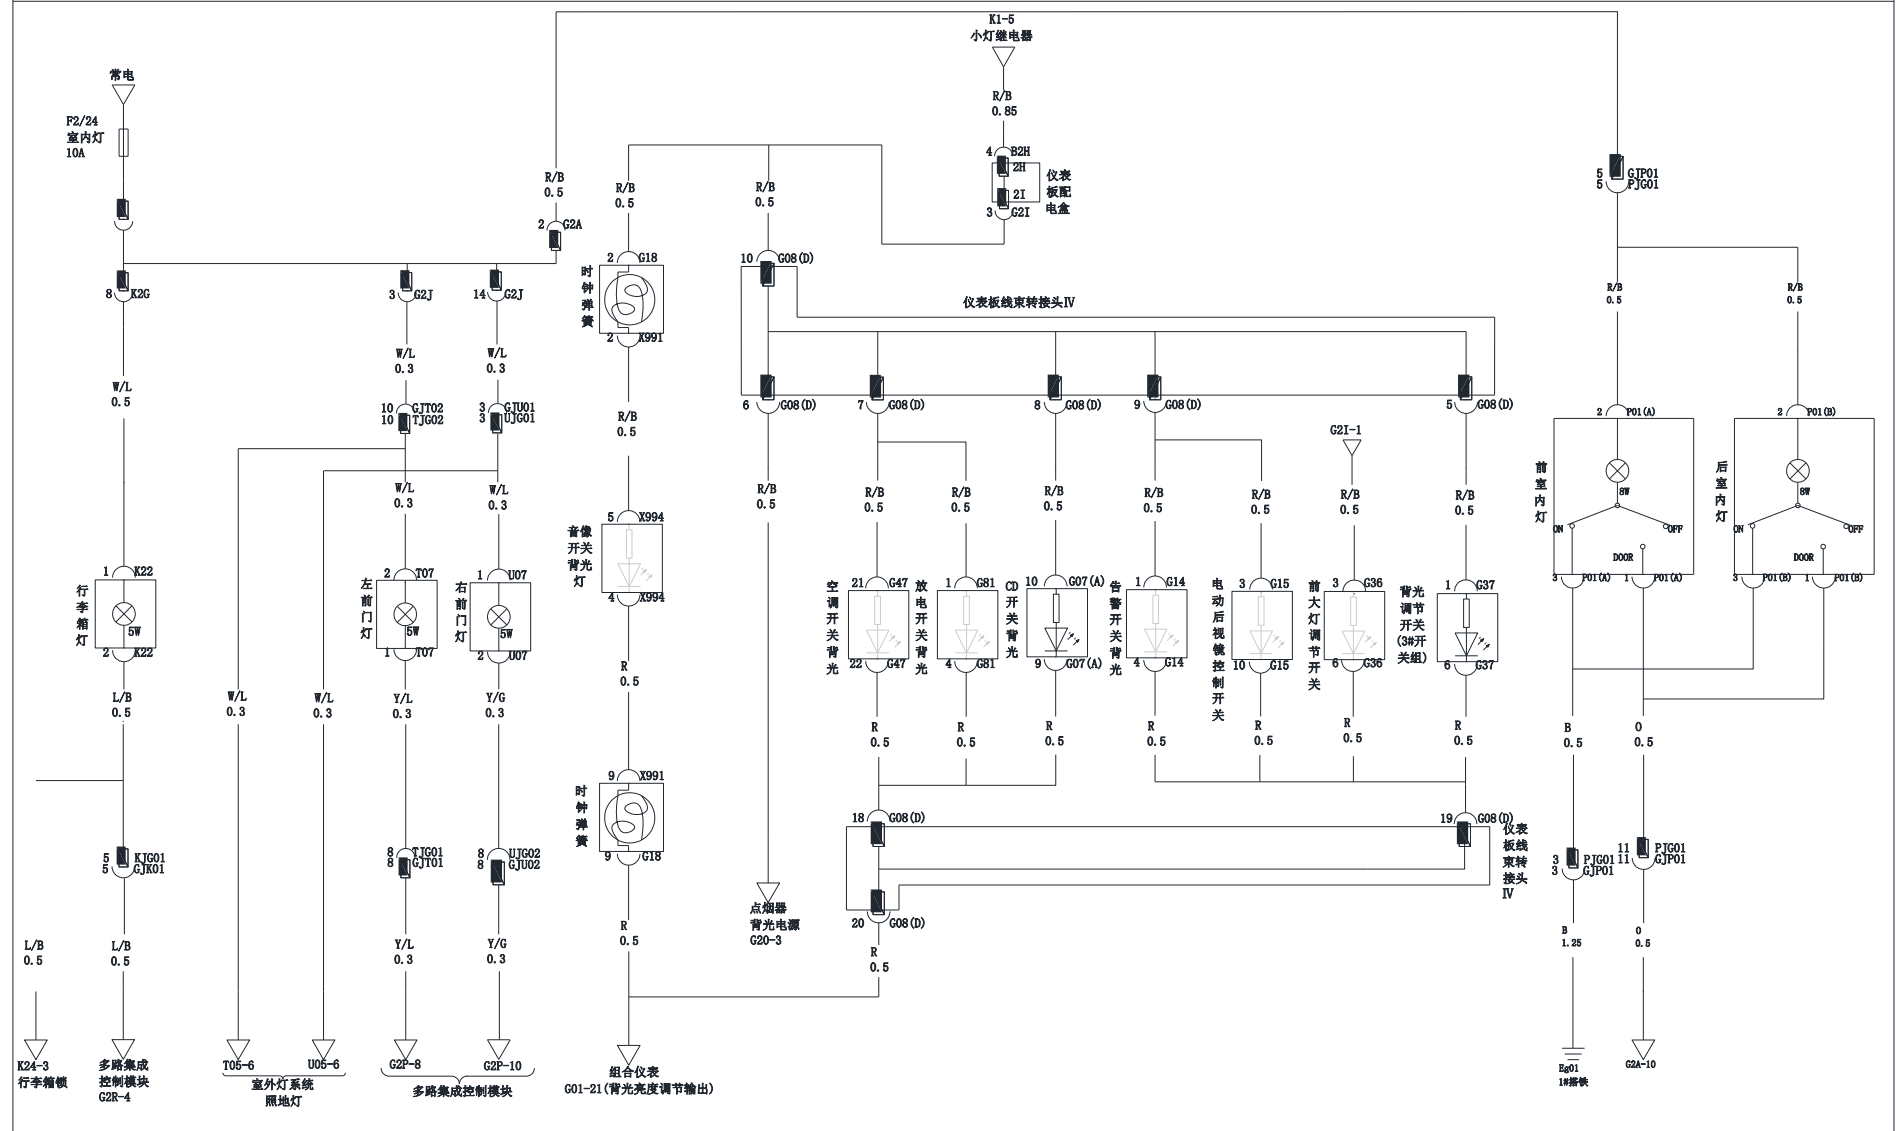 K1-5
小灯继电器
常电
R/B
0.85
F2/24
室内灯
10A
4
B2H
2H
2I
3
G2I
仪表
板配
电盒
R/B
0.5
R/B
0.5
R/B
0.5
5
GJP01
5
PJG01
2
G2A
2
G18
时钟弹簧
2
X991
10
G08(D)
8
K2G
3
G2J
14
G2J
仪表板线束转接头IV
R/B
0.5
R/B
0.5
W/L
0.3
W/L
0.3
W/L
0.5
10
GJT02
10
TJG02
3
GJU01
3
UJG01
R/B
0.5
6
G08(D)
7
G08(D)
8
G08(D)
9
G08(D)
5
G08(D)
G2I-1
2
P01(A)
2
P01(B)
W/L
0.3
W/L
0.3
R/B
0.5
R/B
0.5
R/B
0.5
R/B
0.5
R/B
0.5
R/B
0.5
R/B
0.5
R/B
0.5
前室内灯
8W
ON
OFF
DOOR
3
P01(A)
1
P01(A)
后室内灯
8W
ON
OFF
DOOR
3
P01(B)
1
P01(B)
5
X994
音像
开关
背光
灯
4
X994
1
K22
行李箱灯
5W
2
K22
2
T07
左前门灯
5W
1
T07
1
U07
右前门灯
5W
2
U07
空调开关背光
21
G47
22
G47
放电开关背光
1
G81
4
G81
CD开关背光
10
G07(A)
9
G07(A)
告警开关背光
1
G14
4
G14
电动后视镜控制开关
3
G15
10
G15
前大灯调节开关
3
G36
6
G36
背光
调节
开关
(3#开
关组)
1
G37
6
G37
R
0.5
L/B
0.5
W/L
0.3
W/L
0.3
Y/L
0.3
Y/G
0.3
R
0.5
R
0.5
R
0.5
R
0.5
R
0.5
R
0.5
R
0.5
B
0.5
O
0.5
9
X991
时钟弹簧
9
G18
18
G08(D)
19
G08(D)
仪表
板线
束转
接头
IV
20
G08(D)
5
KJG01
5
GJK01
8
TJG01
8
GJT01
8
UJG02
8
GJU02
3
PJG01
3
GJP01
11
PJG01
11
GJP01
点烟器
背光电源
G20-3
L/B
0.5
L/B
0.5
Y/L
0.3
Y/G
0.3
R
0.5
R
0.5
B
1.25
O
0.5
K24-3
行李箱锁
多路集成
控制模块
G2R-4
T05-6
U05-6
室外灯系统
照地灯
G2P-8
G2P-10
多路集成控制模块
组合仪表
G01-21(背光亮度调节输出)
Eg01
1#搭铁
G2A-10